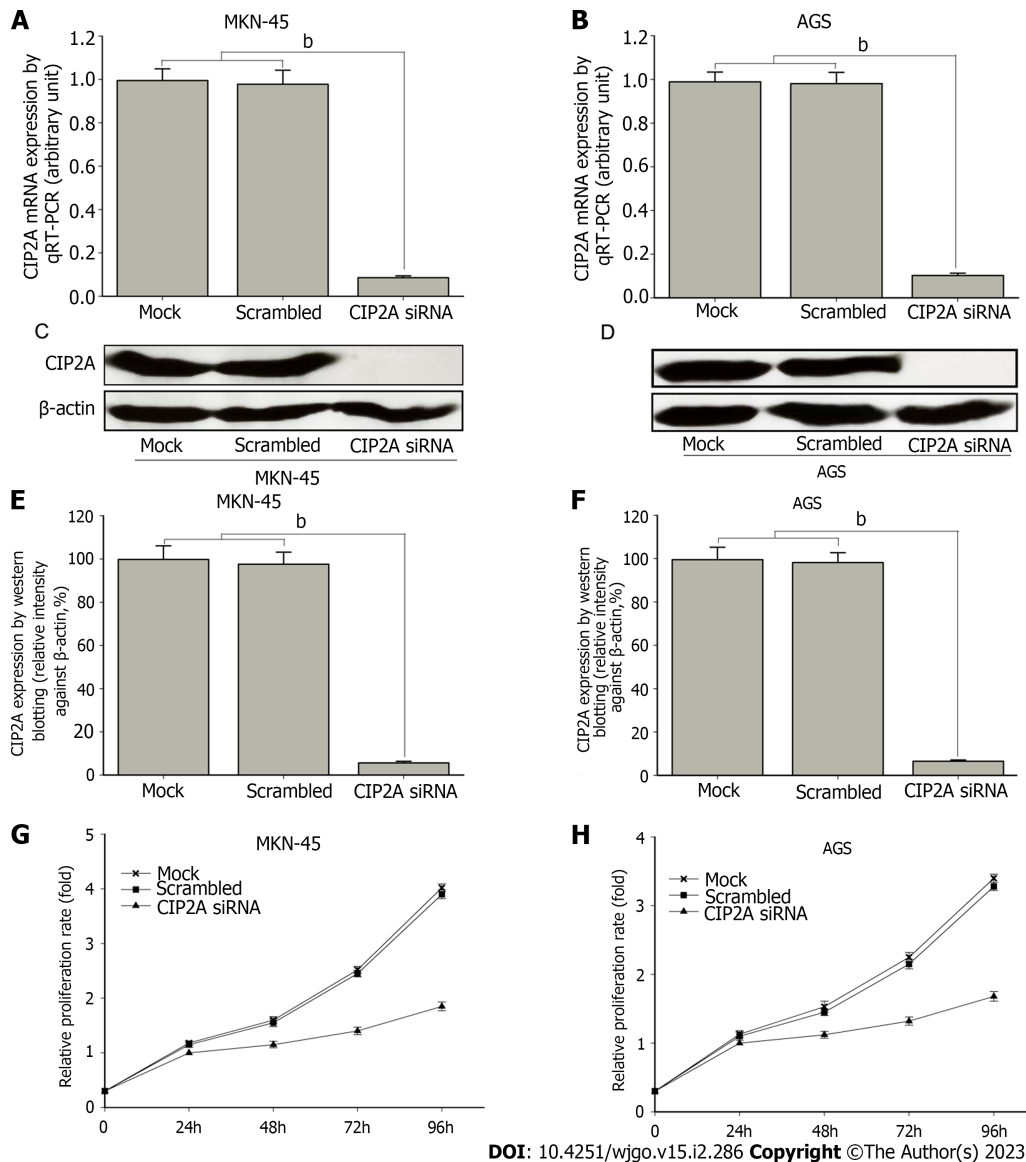 A
MKN-45
CIP2A mRNA expression by
qRT-PCR (arbitrary unit)
1.2
1.0
0.8
0.6
0.4
0.2
0.0
b
Mock Scrambled CIP2A siRNA
B
AGS
CIP2A mRNA expression by
qRT-PCR (arbitrary unit)
1.2
1.0
0.8
0.6
0.4
0.2
0.0
b
Mock Scrambled CIP2A siRNA
C
CIP2A
β-actin
Mock Scrambled CIP2A siRNA
MKN-45
D
Mock Scrambled CIP2A siRNA
AGS
E
MKN-45
CIP2A expression by western
blotting (relative intensity
against β-actin,%)
120
100
80
60
40
20
0
b
Mock Scrambled CIP2A siRNA
F
AGS
CIP2A expression by western
blotting (relative intensity
against β-actin,%)
120
100
80
60
40
20
0
b
Mock Scrambled CIP2A siRNA
G
MKN-45
Relative proliferation rate (fold)
5
4
3
2
1
0
Mock
Scrambled
CIP2A siRNA
0 24h 48h 72h 96h
H
AGS
Relative proliferation rate (fold)
4
3
2
1
0
Mock
Scrambled
CIP2A siRNA
0 24h 48h 72h 96h
DOI: 10.4251/wjgo.v15.i2.286 Copyright ©The Author(s) 2023